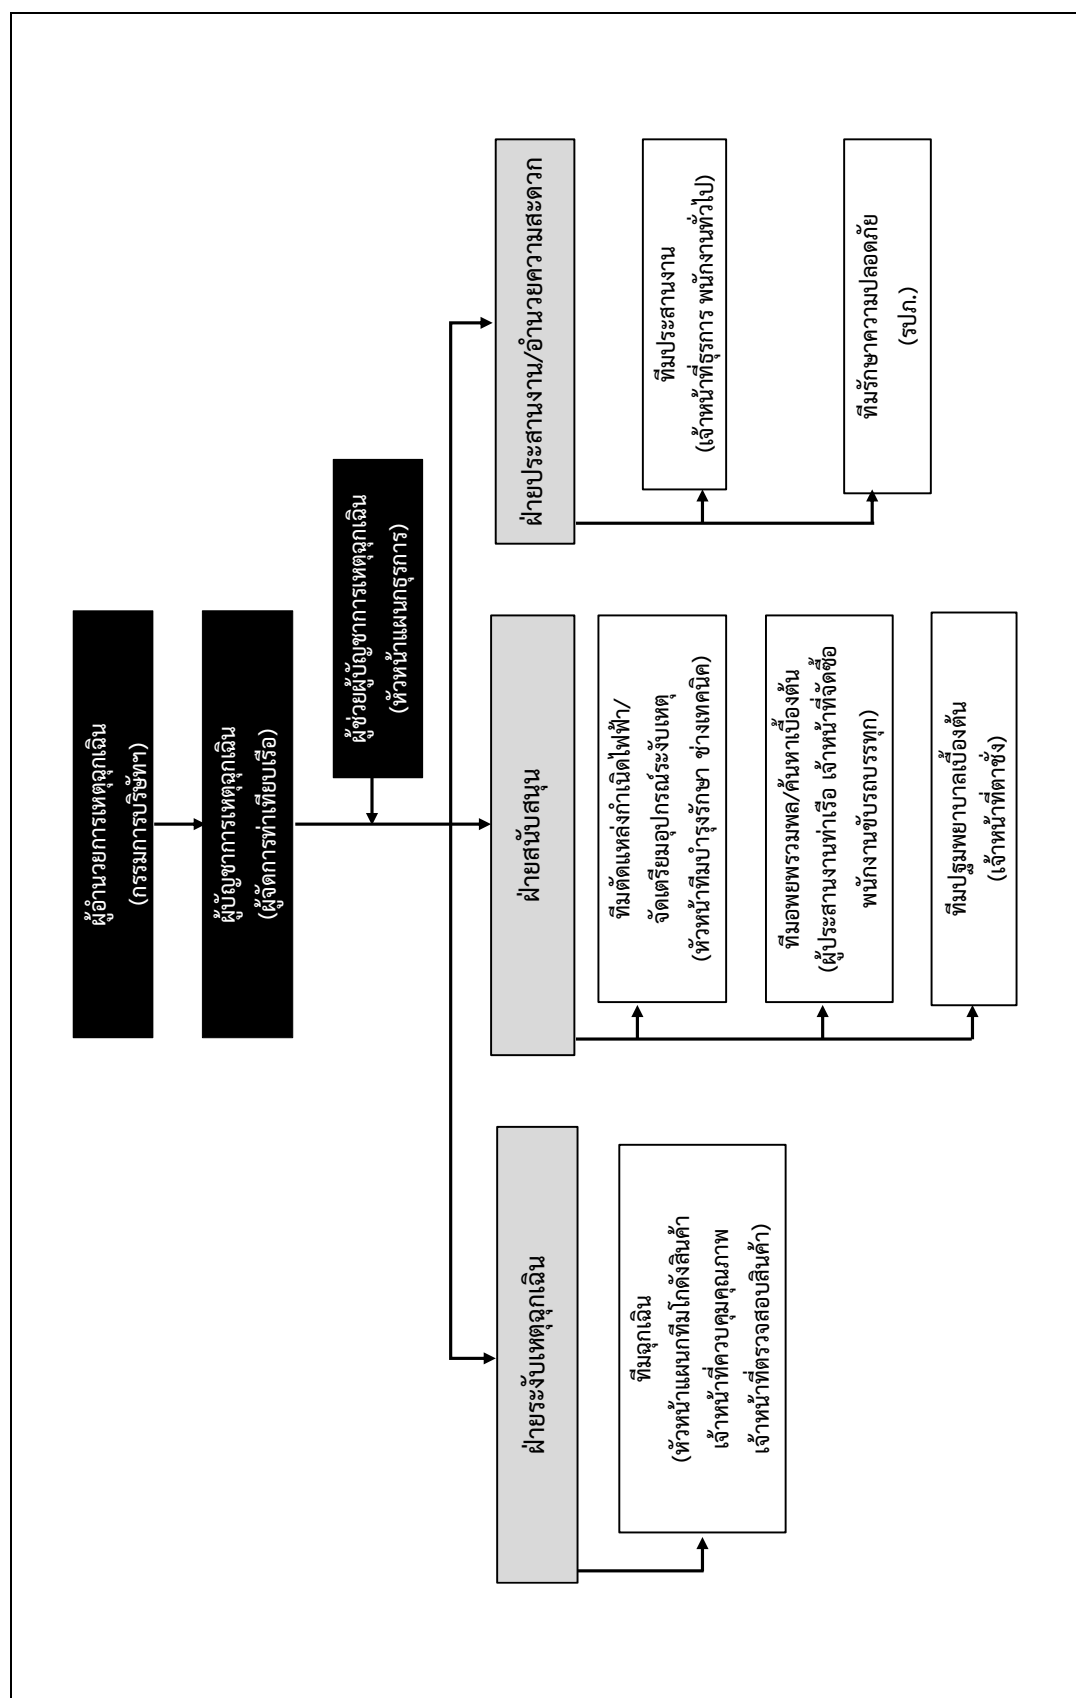 ผู้อำนวยการเหตุฉุกเฉิน
(กรรมการบริษัทฯ)
ผู้บัญชาการเหตุฉุกเฉิน
(ผู้จัดการท่าเทียบเรือ)
ผู้ช่วยผู้บัญชาการเหตุฉุกเฉิน
(หัวหน้าแผนกธุรการ)
ฝ่ายระงับเหตุฉุกเฉิน
ทีมฉุกเฉิน
(หัวหน้าแผนกทีมโกดังสินค้า
เจ้าหน้าที่ควบคุมคุณภาพ
เจ้าหน้าที่ตรวจสอบสินค้า)
ฝ่ายสนับสนุน
ทีมตัดแหล่งกำเนิดไฟฟ้า/
จัดเตรียมอุปกรณ์ระงับเหตุ
(หัวหน้าทีมบำรุงรักษา ช่างเทคนิค)
ทีมอพยพรวมพล/ค้นหาเบื้องต้น
(ผู้ประสานงานท่าเรือ เจ้าหน้าที่จัดซื้อ
พนักงานขับรถบรรทุก)
ทีมปฐมพยาบาลเบื้องต้น
(เจ้าหน้าที่ตาชั่ง)
ฝ่ายประสานงาน/อำนวยความสะดวก
ทีมประสานงาน
(เจ้าหน้าที่ธุรการ พนักงานทั่วไป)
ทีมรักษาความปลอดภัย
(รปภ.)